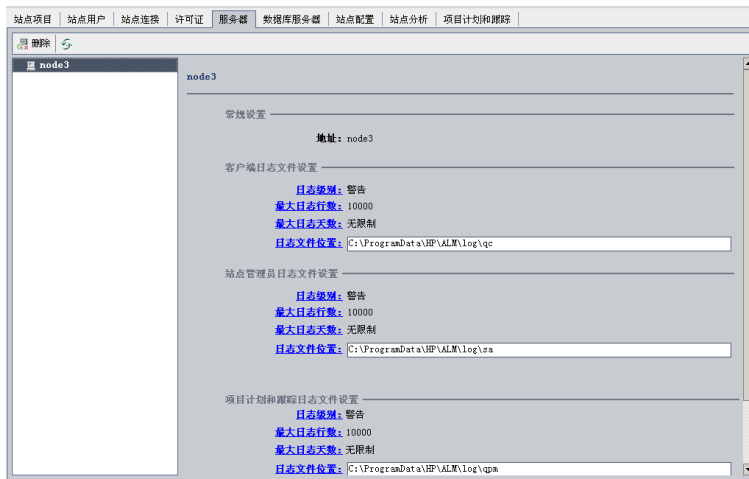 站点项目 站点用户 站点连接 许可证 服务器 数据库服务器 站点配置 站点分析 项目计划和跟踪
删除
node3
node3
常规设置
地址: node3
客户端日志文件设置
日志级别: 警告
最大日志行数: 10000
最大日志天数: 无限制
日志文件位置: C:\ProgramData\HP\ALM\log\qc
站点管理员日志文件设置
日志级别: 警告
最大日志行数: 10000
最大日志天数: 无限制
日志文件位置: C:\ProgramData\HP\ALM\log\sa
项目计划和跟踪日志文件设置
日志级别: 警告
最大日志行数: 10000
最大日志天数: 无限制
日志文件位置: C:\ProgramData\HP\ALM\log\qpm